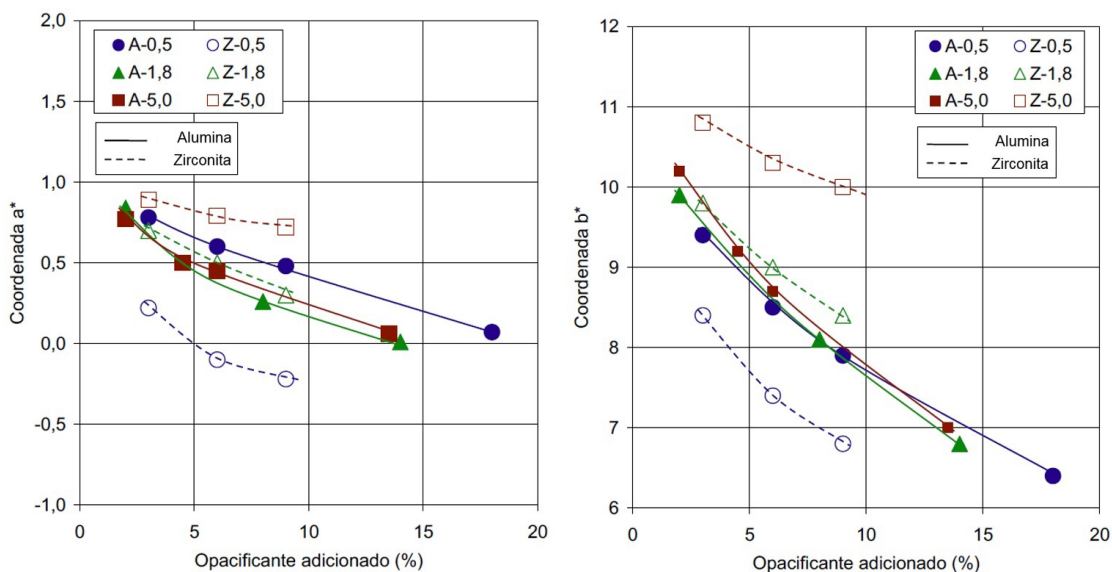 2,0
1,5
1,0
0,5
0,0
-0,5
-1,0
Coordenada a*
A-0,5 Z-0,5
A-1,8 Z-1,8
A-5,0 Z-5,0
Alumina
Zirconita
0 5 10 15 20
Opacificante adicionado (%)
12
11
10
9
8
7
6
Coordenada b*
A-0,5 Z-0,5
A-1,8 Z-1,8
A-5,0 Z-5,0
Alumina
Zirconita
0 5 10 15 20
Opacificante adicionado (%)